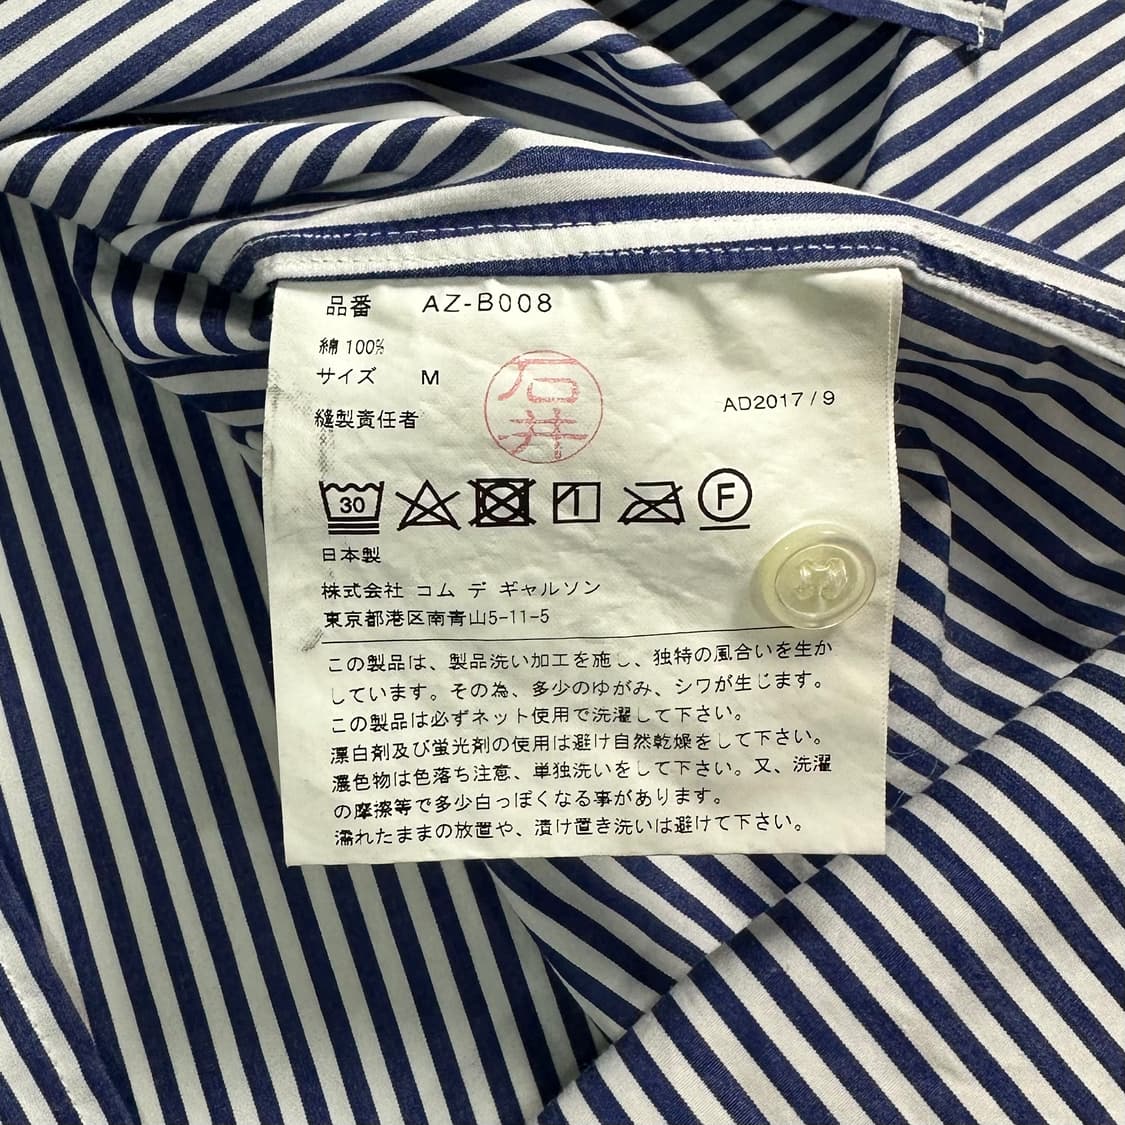 品番 AZ-B008
綿 100%
サイズ M
石井
縫製責任者
AD2017/9
30
F
日本製
株式会社 コム デ ギャルソン
東京都港区南青山5-11-5
この製品は、製品洗い加工を施し、独特の風合いを生か
しています。その為、多少のゆがみ、シワが生じます。
この製品は必ずネット使用で洗濯して下さい。
漂白剤及び蛍光剤の使用は避け自然乾燥をして下さい。
濃色物は色落ち注意、単独洗いをして下さい。又、洗濯
の摩擦等で多少白っぽくなる事があります。
濡れたままの放置や、漬け置き洗いは避けて下さい。